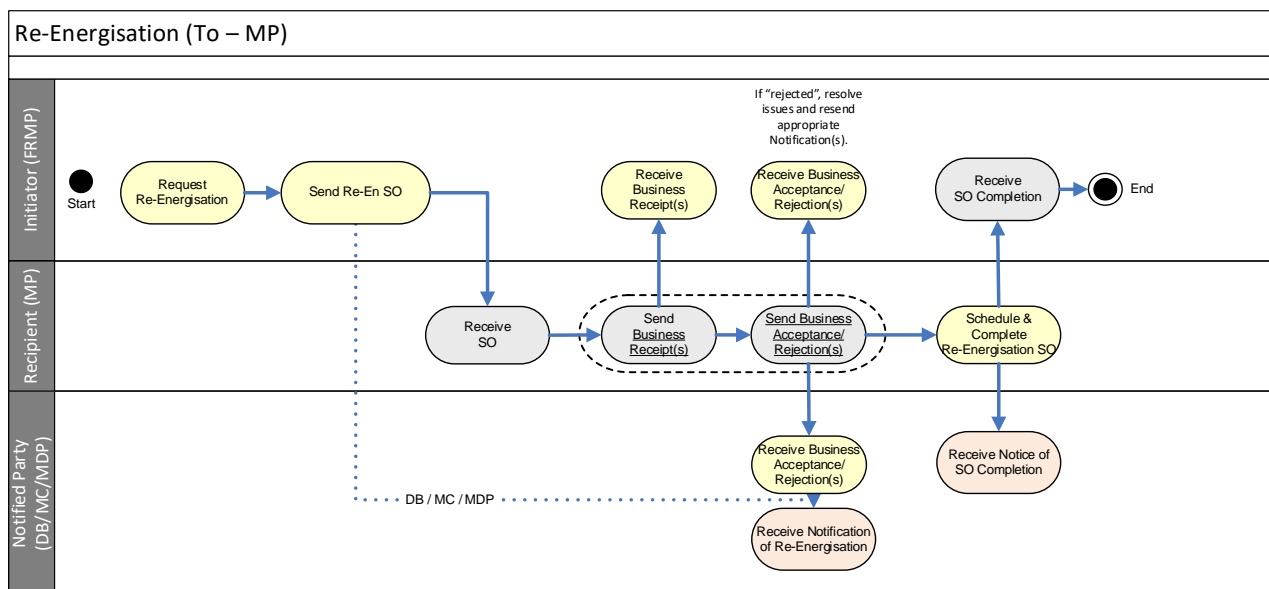 Re-Energisation (To – MP)
Initiator (FRMP)
If “rejected”, resolve
issues and resend
appropriate
Notification(s).
Start
Request
Re-Energisation
Send Re-En SO
Receive
Business
Receipt(s)
Receive Business
Acceptance/
Rejection(s)
Receive
SO Completion
End
Recipient (MP)
Receive
SO
Send
Business
Receipt(s)
Send Business
Acceptance/
Rejection(s)
Schedule &
Complete
Re-Energisation SO
Notified Party
(DB/ MC/MDP)
Receive Business
Acceptance/
Rejection(s)
Receive Notice of
SO Completion
DB / MC / MDP
Receive Notification
of Re-Energisation